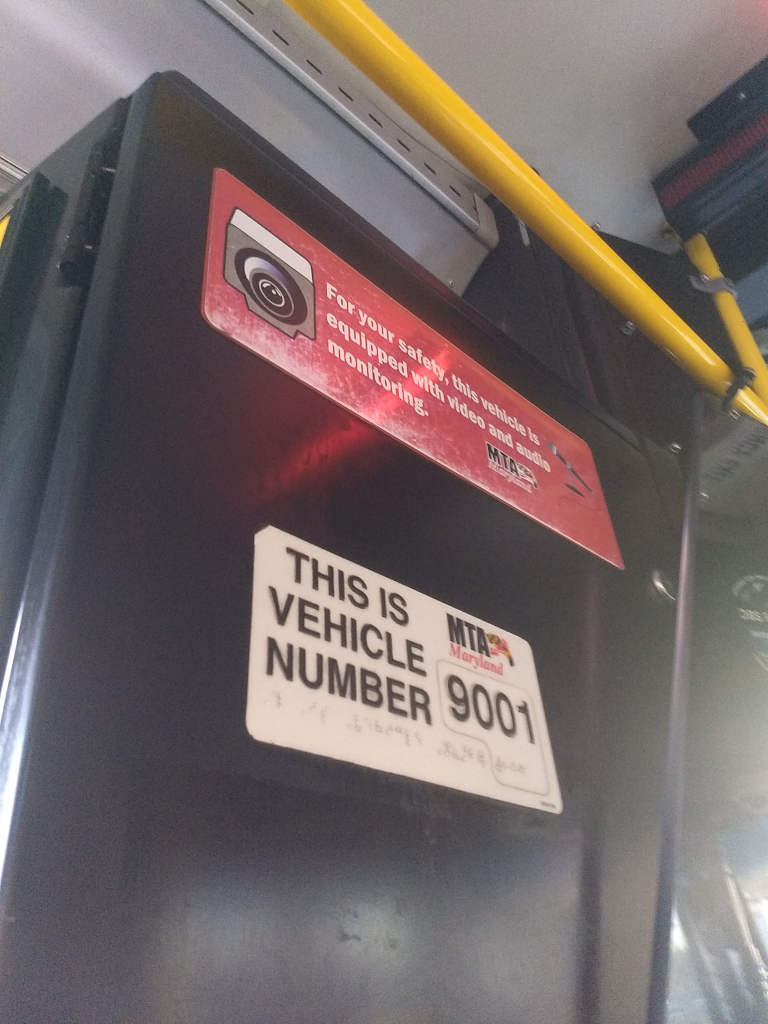 For your safety, this vehicle is
equipped with video and audio
monitoring.
MTA
Maryland
THIS IS
VEHICLE
NUMBER
MTA
Maryland
9001